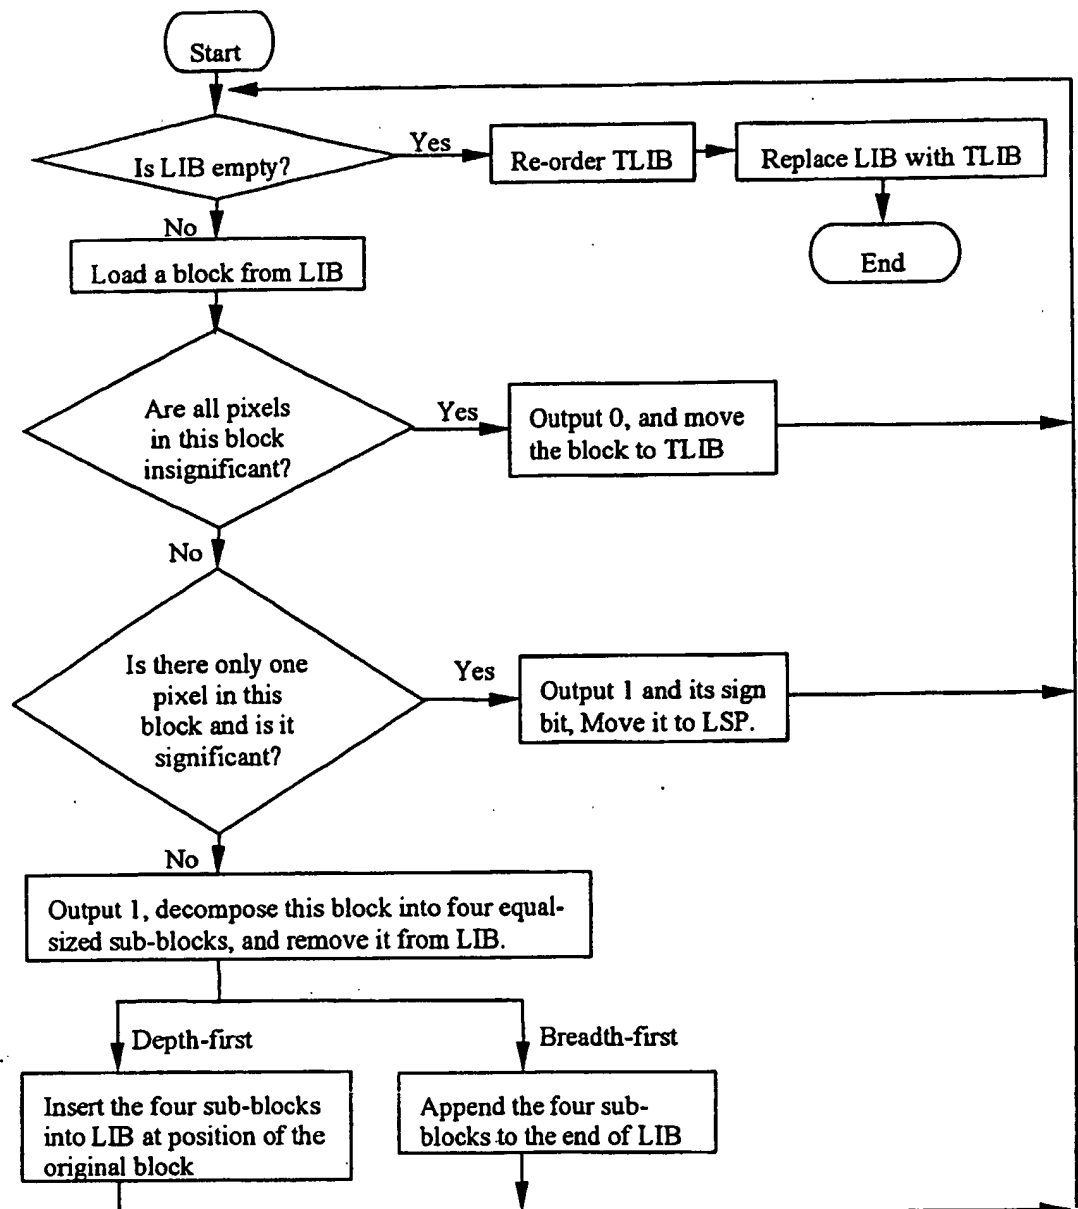 Start
Is LIB empty?
Yes
Re-order TLIB
Replace LIB with TLIB
No
End
Load a block from LIB
Are all pixels
in this block
insignificant?
Yes
Output 0, and move
the block to TLIB
No
Is there only one
pixel in this
block and is it
significant?
Yes
Output 1 and its sign
bit, Move it to LSP.
No
Output 1, decompose this block into four equal-
sized sub-blocks, and remove it from LIB.
Depth-first
Breadth-first
Insert the four sub-blocks
into LIB at position of the
original block
Append the four sub-
blocks to the end of LIB